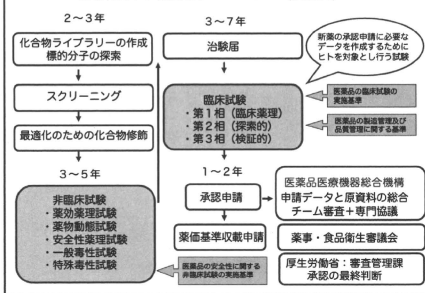 2~3年
化合物ライブラリーの作成
標的分子の探索
スクリーニング
最適化のための化合物修飾
3~5年
非臨床試験
・薬効薬理試験
・薬物動態試験
・安全性薬理試験
・一般毒性試験
・特殊毒性試験
医薬品の安全性に関する
非臨床試験の実施基準
3~7年
治験届
新薬の承認申請に必要な
データを作成するために
ヒトを対象とし行う試験
臨床試験
・第1相(臨床薬理)
・第2相(探索的)
・第3相(検証的)
医薬品の臨床試験の
実施基準
医薬品の製造管理及び
品質管理に関する基準
1~2年
承認申請
薬価基準収載申請
医薬品医療機器総合機構
申請データと原資料の総合
チーム審査+専門協議
薬事・食品衛生審議会
厚生労働省:審査管理課
承認の最終判断